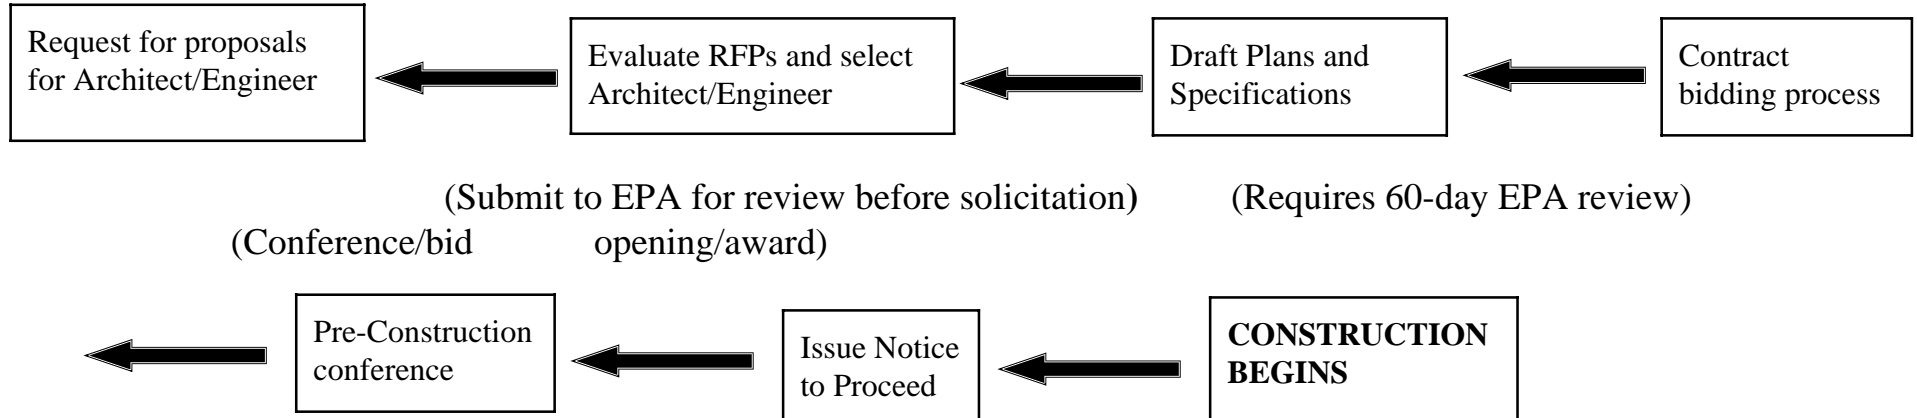 Request for proposals
for Architect/Engineer
Evaluate RFPs and select
Architect/Engineer
Draft Plans and
Specifications
Contract
bidding process
(Submit to EPA for review before solicitation) (Requires 60-day EPA review)
(Conference/bid opening/award)
Pre-Construction
conference
Issue Notice
to Proceed
CONSTRUCTION
BEGINS